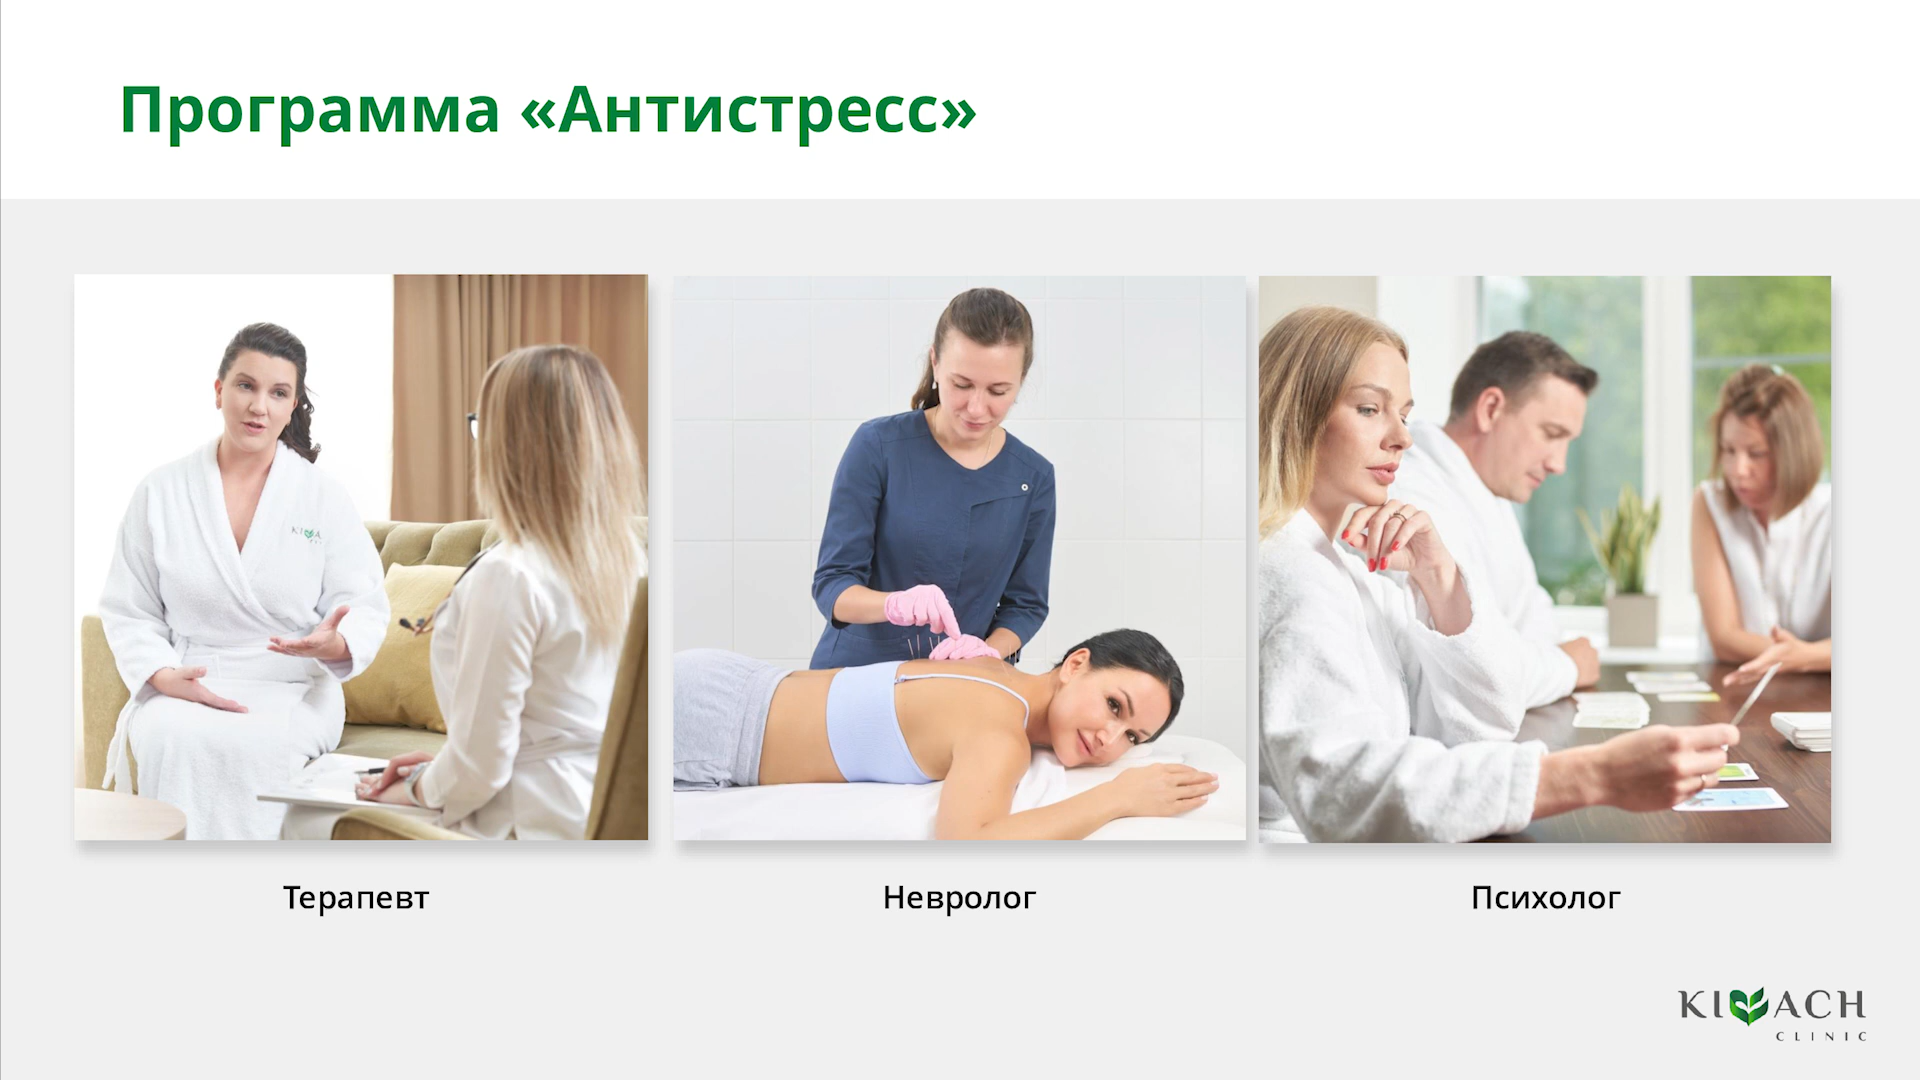 Программа «Антистресс»
Терапевт
Невролог
Психолог
KIVACH
CLINIC